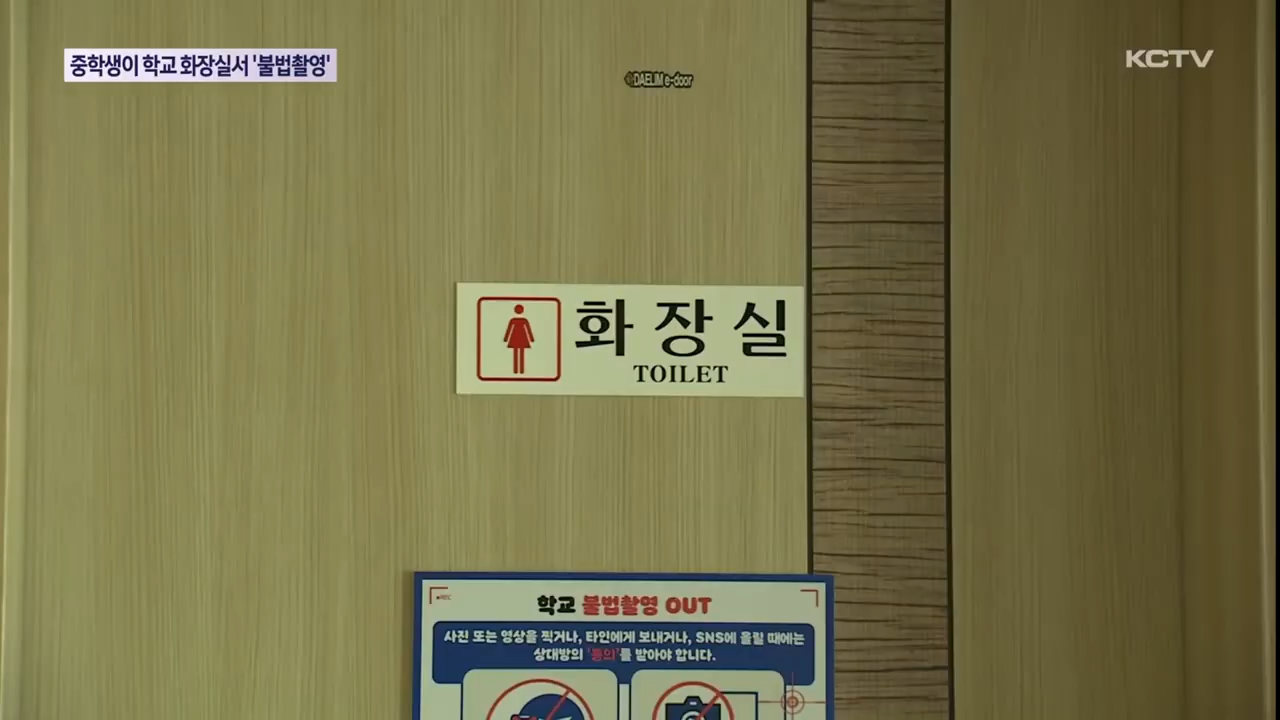 중학생이 학교 화장실서 '불법촬영'
KCTV
DAELIM e-door
화장실
TOILET
REC
학교 불법촬영 OUT
사진 또는 영상을 찍거나, 타인에게 보내거나, SNS에 올릴 때에는
상대방의 '동의'를 받아야 합니다.